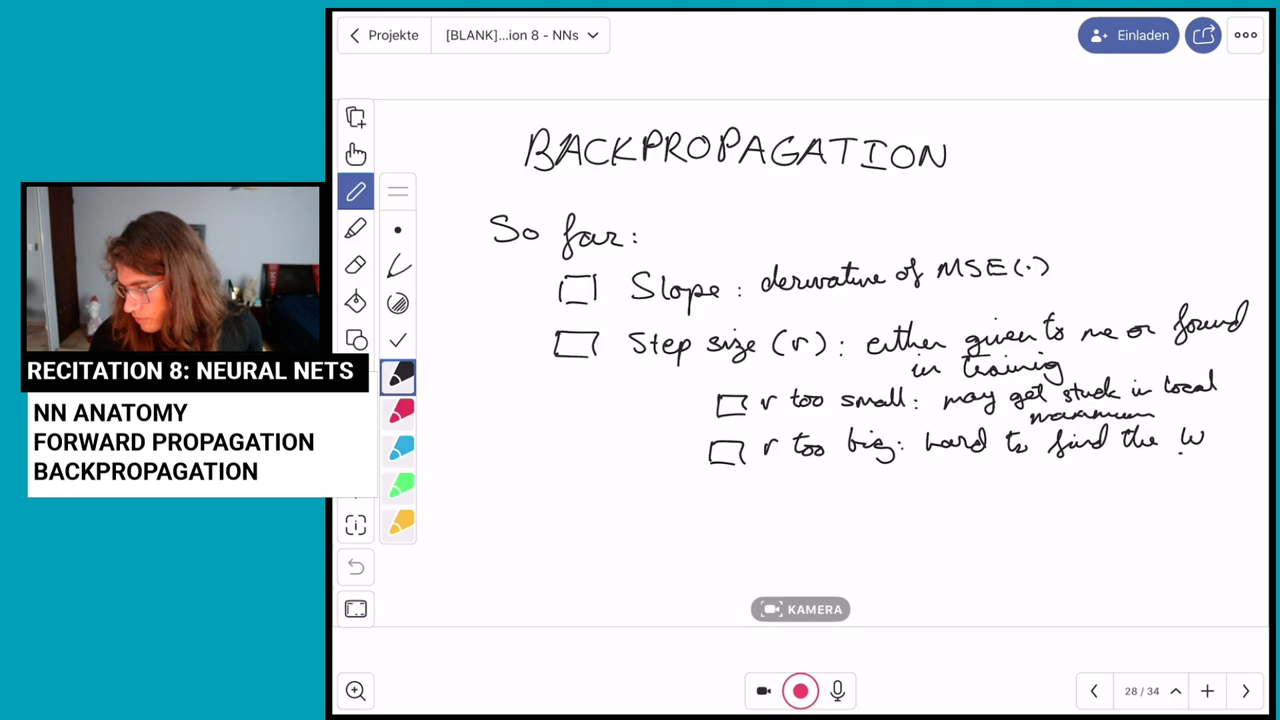 Projekte
[BLANK]...ion 8 - NNs
Einladen
BACKPROPAGATION
So far:
Slope: derivative of MSE(·)
Step size (r): either given to me or found
in training
r too small: may get stuck in local
maximum
r too big: hard to find the w
RECITATION 8: NEURAL NETS
NN ANATOMY
FORWARD PROPAGATION
BACKPROPAGATION
KAMERA
28 / 34